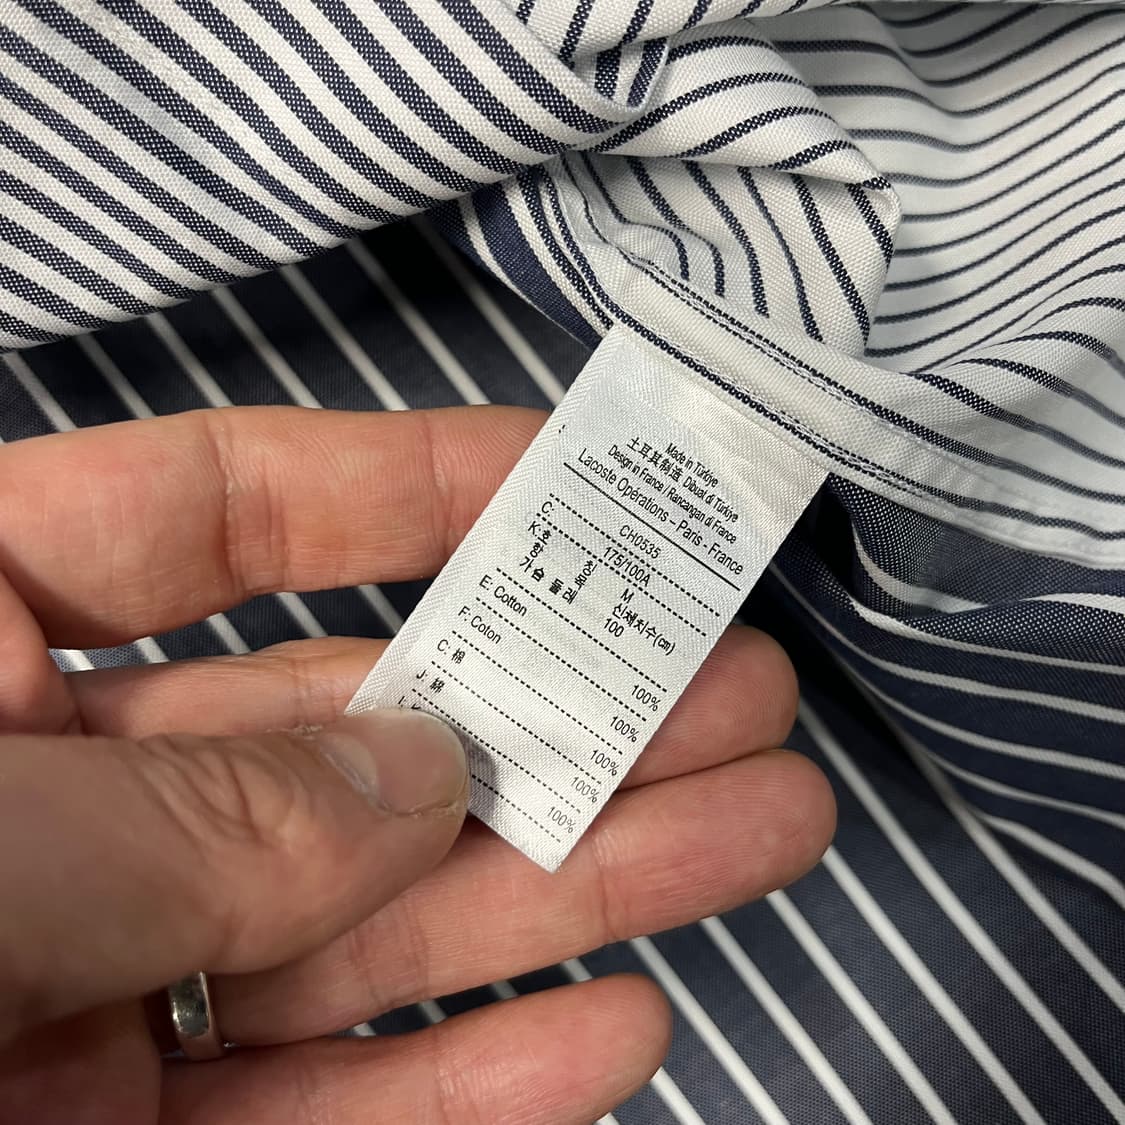 Made in Türkiye
土耳其制造 Dibuat di Türkiye
Design in France / Rancangan di France
Lacoste Opérations - Paris - France
CH0535
C: 175/100A
K:호 칭 M
항 목 신체치수(cm)
가슴 둘레 100
E: Cotton 100%
F: Coton 100%
C: 棉 100%
J: 綿 100%
I: 100%